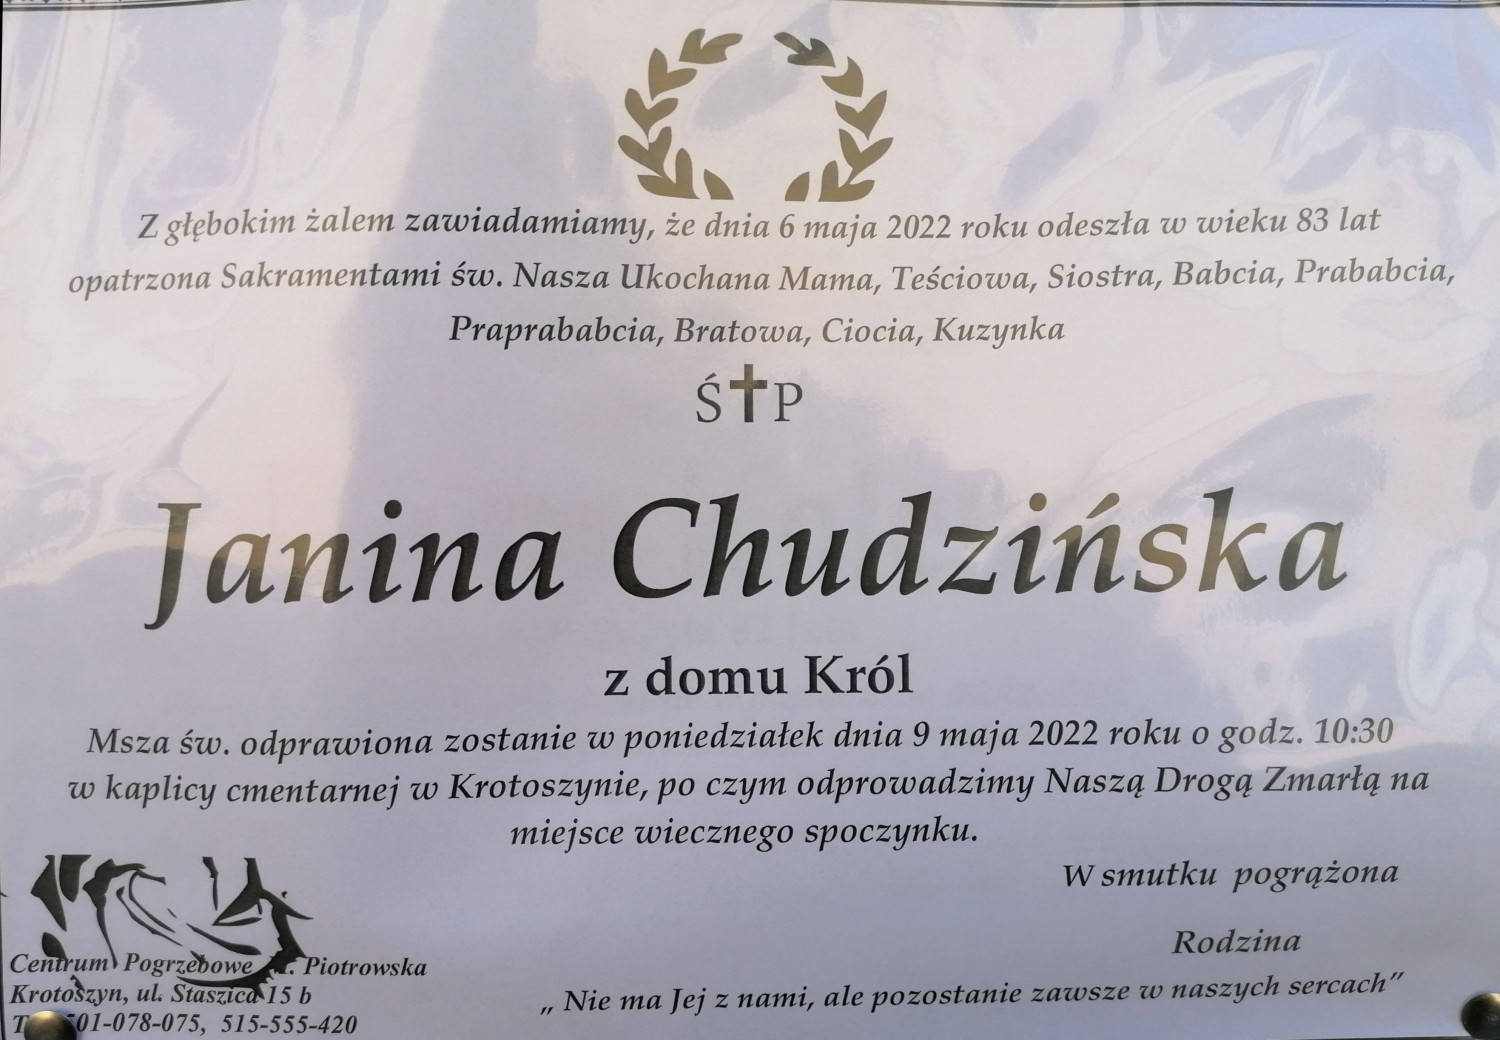 Z głębokim żalem zawiadamiamy, że dnia 6 maja 2022 roku odeszła w wieku 83 lat
opatrzona Sakramentami św. Nasza Ukochana Mama, Teściowa, Siostra, Babcia, Prababcia,
Praprababcia, Bratowa, Ciocia, Kuzynka
Ś✝P
Janina Chudzińska
z domu Król
Msza św. odprawiona zostanie w poniedziałek dnia 9 maja 2022 roku o godz. 10:30
w kaplicy cmentarnej w Krotoszynie, po czym odprowadzimy Naszą Drogą Zmarłą na
miejsce wiecznego spoczynku.
W smutku pogrążona
Rodzina
„ Nie ma Jej z nami, ale pozostanie zawsze w naszych sercach”
Centrum Pogrzebowe Piotrowska
Krotoszyn, ul. Staszica 15 b
01-078-075, 515-555-420